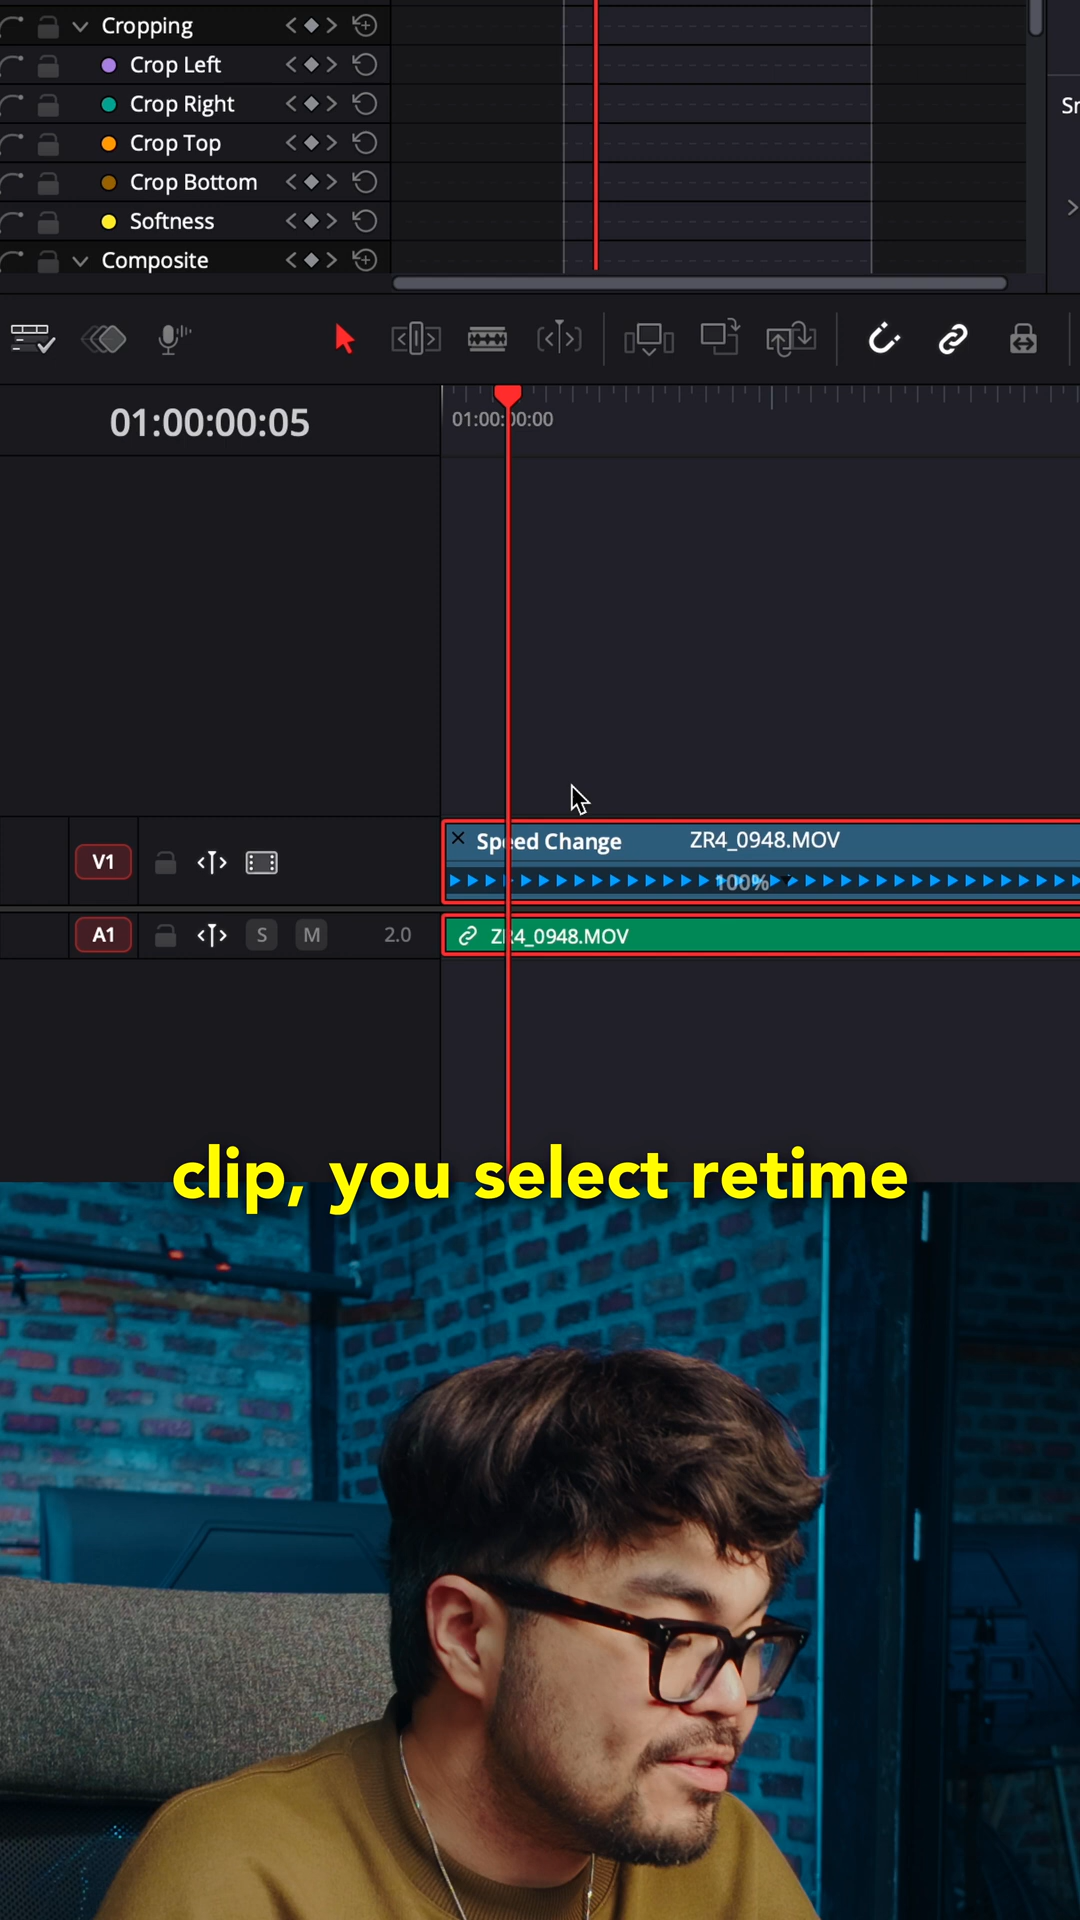 Cropping
Crop Left
Sr
Crop Right
Crop Top
Crop Bottom
Softness
Composite
01:00:00:05
01:00:00:00
V1
Speed Change ZR4_0948.MOV
100%
A1
S M 2.0
ZR4_0948.MOV
clip, you select retime